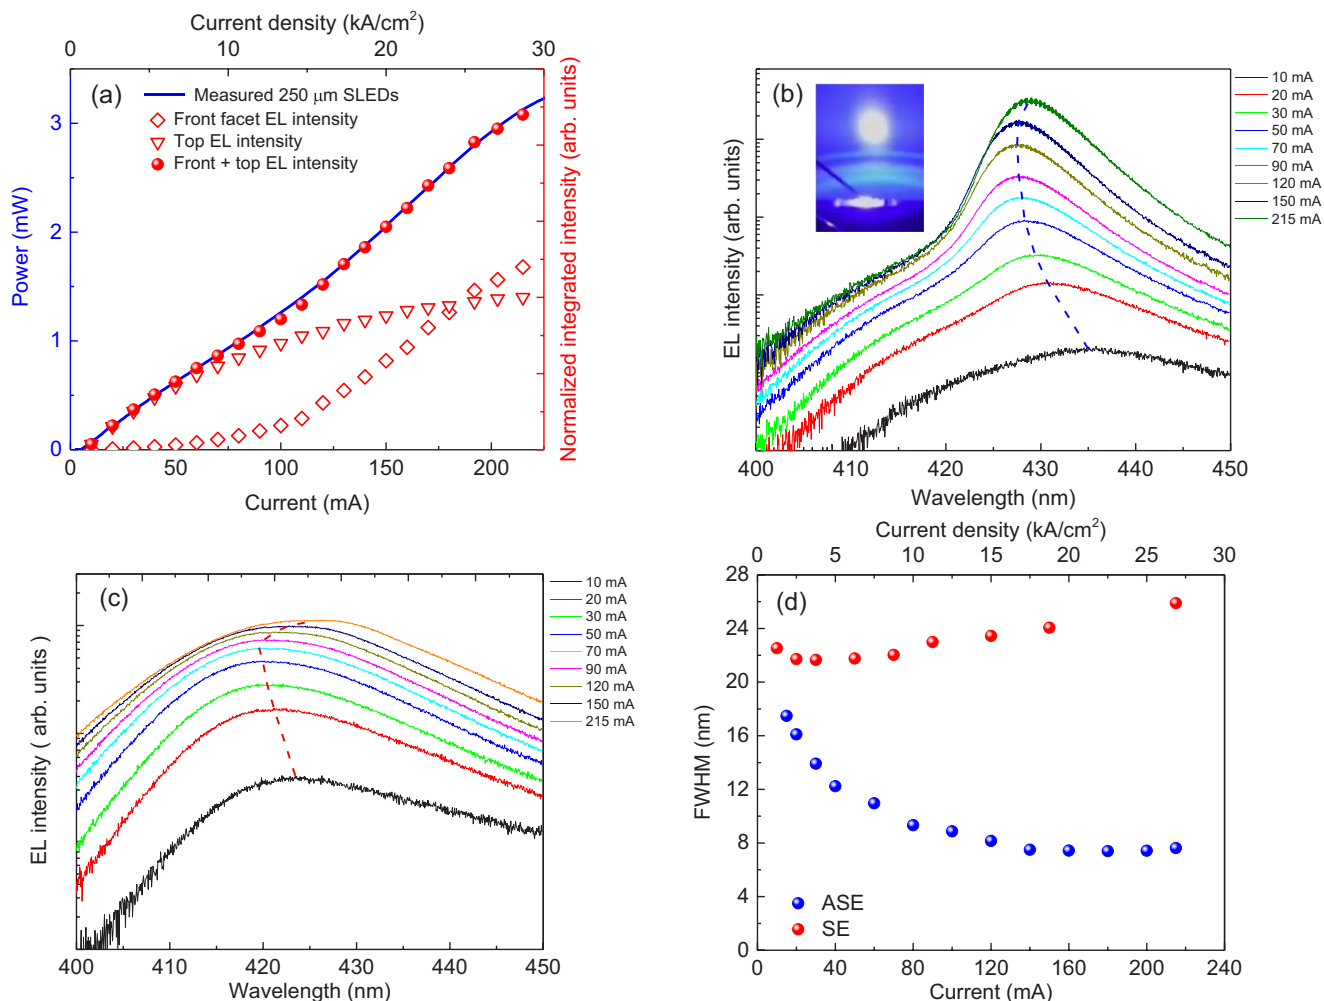 Current density (kA/cm2)
0 10 20 30
(a)
Measured 250 μm SLEDs
Front facet EL intensity
Top EL intensity
Front + top EL intensity
Power (mW)
3
2
1
0
Normalized integrated intensity (arb. units)
0 50 100 150 200
Current (mA)
(b)
EL intensity (arb. units)
10 mA
20 mA
30 mA
50 mA
70 mA
90 mA
120 mA
150 mA
215 mA
400 410 420 430 440 450
Wavelength (nm)
(c)
EL intensity ( arb. units)
10 mA
20 mA
30 mA
50 mA
70 mA
90 mA
120 mA
150 mA
215 mA
400 410 420 430 440 450
Wavelength (nm)
Current density (kA/cm2)
0 5 10 15 20 25 30
(d)
FWHM (nm)
28
24
20
16
12
8
4
0
ASE
SE
0 40 80 120 160 200 240
Current (mA)